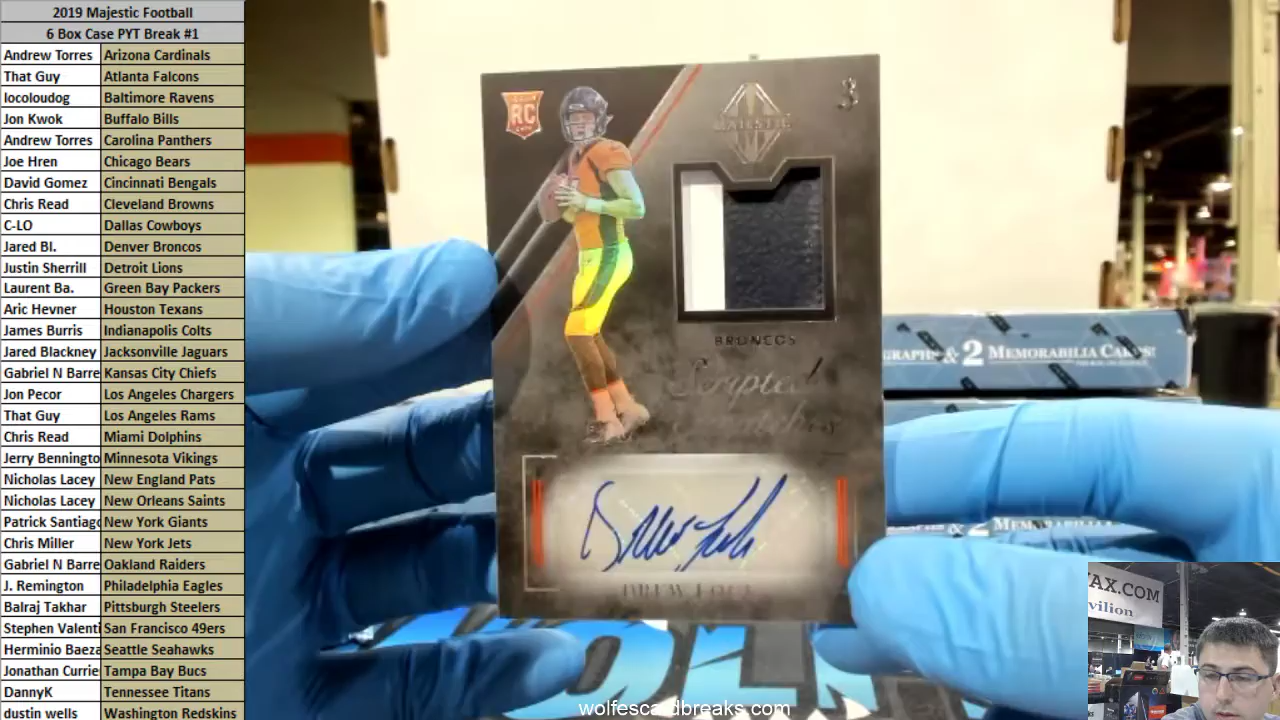 2019 Majestic Football
6 Box Case PYT Break #1
Andrew Torres Arizona Cardinals
That Guy Atlanta Falcons
locoloudog Baltimore Ravens
Jon Kwok Buffalo Bills
Andrew Torres Carolina Panthers
Joe Hren Chicago Bears
David Gomez Cincinnati Bengals
Chris Read Cleveland Browns
C-LO Dallas Cowboys
Jared Bl. Denver Broncos
Justin Sherrill Detroit Lions
Laurent Ba. Green Bay Packers
Aric Hevner Houston Texans
James Burris Indianapolis Colts
Jared Blackney Jacksonville Jaguars
Gabriel N Barre Kansas City Chiefs
Jon Pecor Los Angeles Chargers
That Guy Los Angeles Rams
Chris Read Miami Dolphins
Jerry Benningto Minnesota Vikings
Nicholas Lacey New England Pats
Nicholas Lacey New Orleans Saints
Patrick Santiago New York Giants
Chris Miller New York Jets
Gabriel N Barre Oakland Raiders
J. Remington Philadelphia Eagles
Balraj Takhar Pittsburgh Steelers
Stephen Valenti San Francisco 49ers
Herminio Baeza Seattle Seahawks
Jonathan Currie Tampa Bay Bucs
DannyK Tennessee Titans
dustin wells Washington Redskins
RC
MAJESTIC
3
BRONCOS
Scripted
DREW LOCK
GRAPHS & 2 MEMORABILIA CARDS!
& 2
AX.COM
vilion
wolfescardbreaks.com